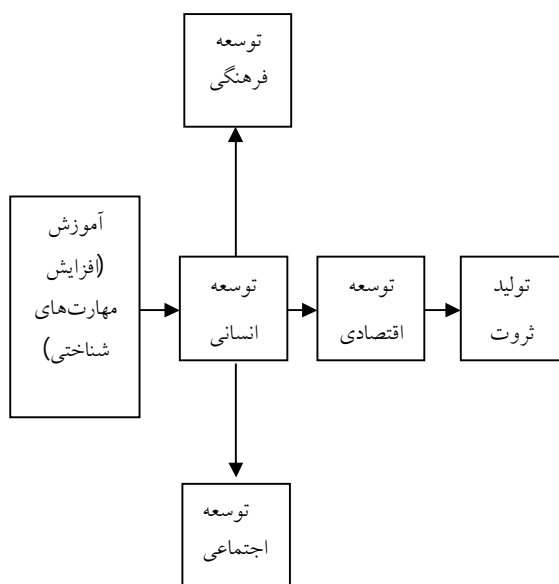 توسعه
فرهنگی
آموزش
(افزایش
مهارت‌های
شناختی)
توسعه
انسانی
توسعه
اقتصادی
تولید
ثروت
توسعه
اجتماعی